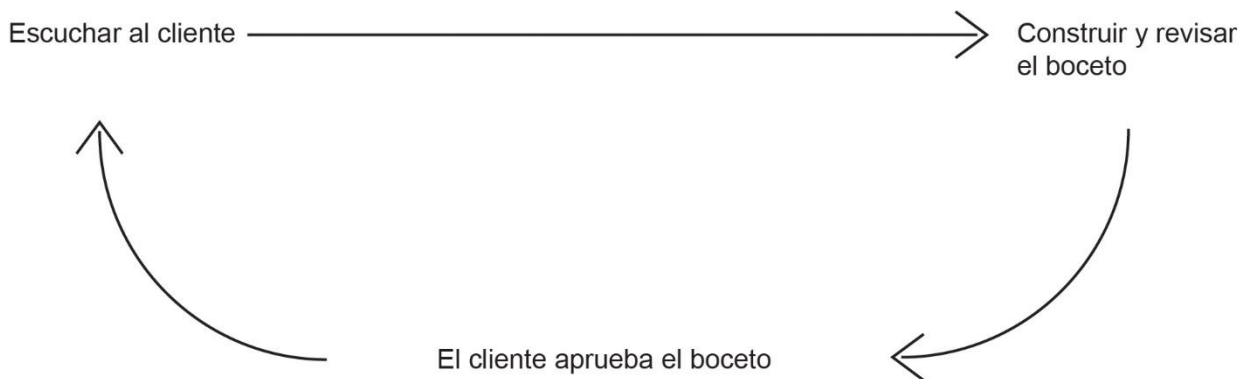 Escuchar al cliente
Construir y revisar
el boceto
El cliente aprueba el boceto